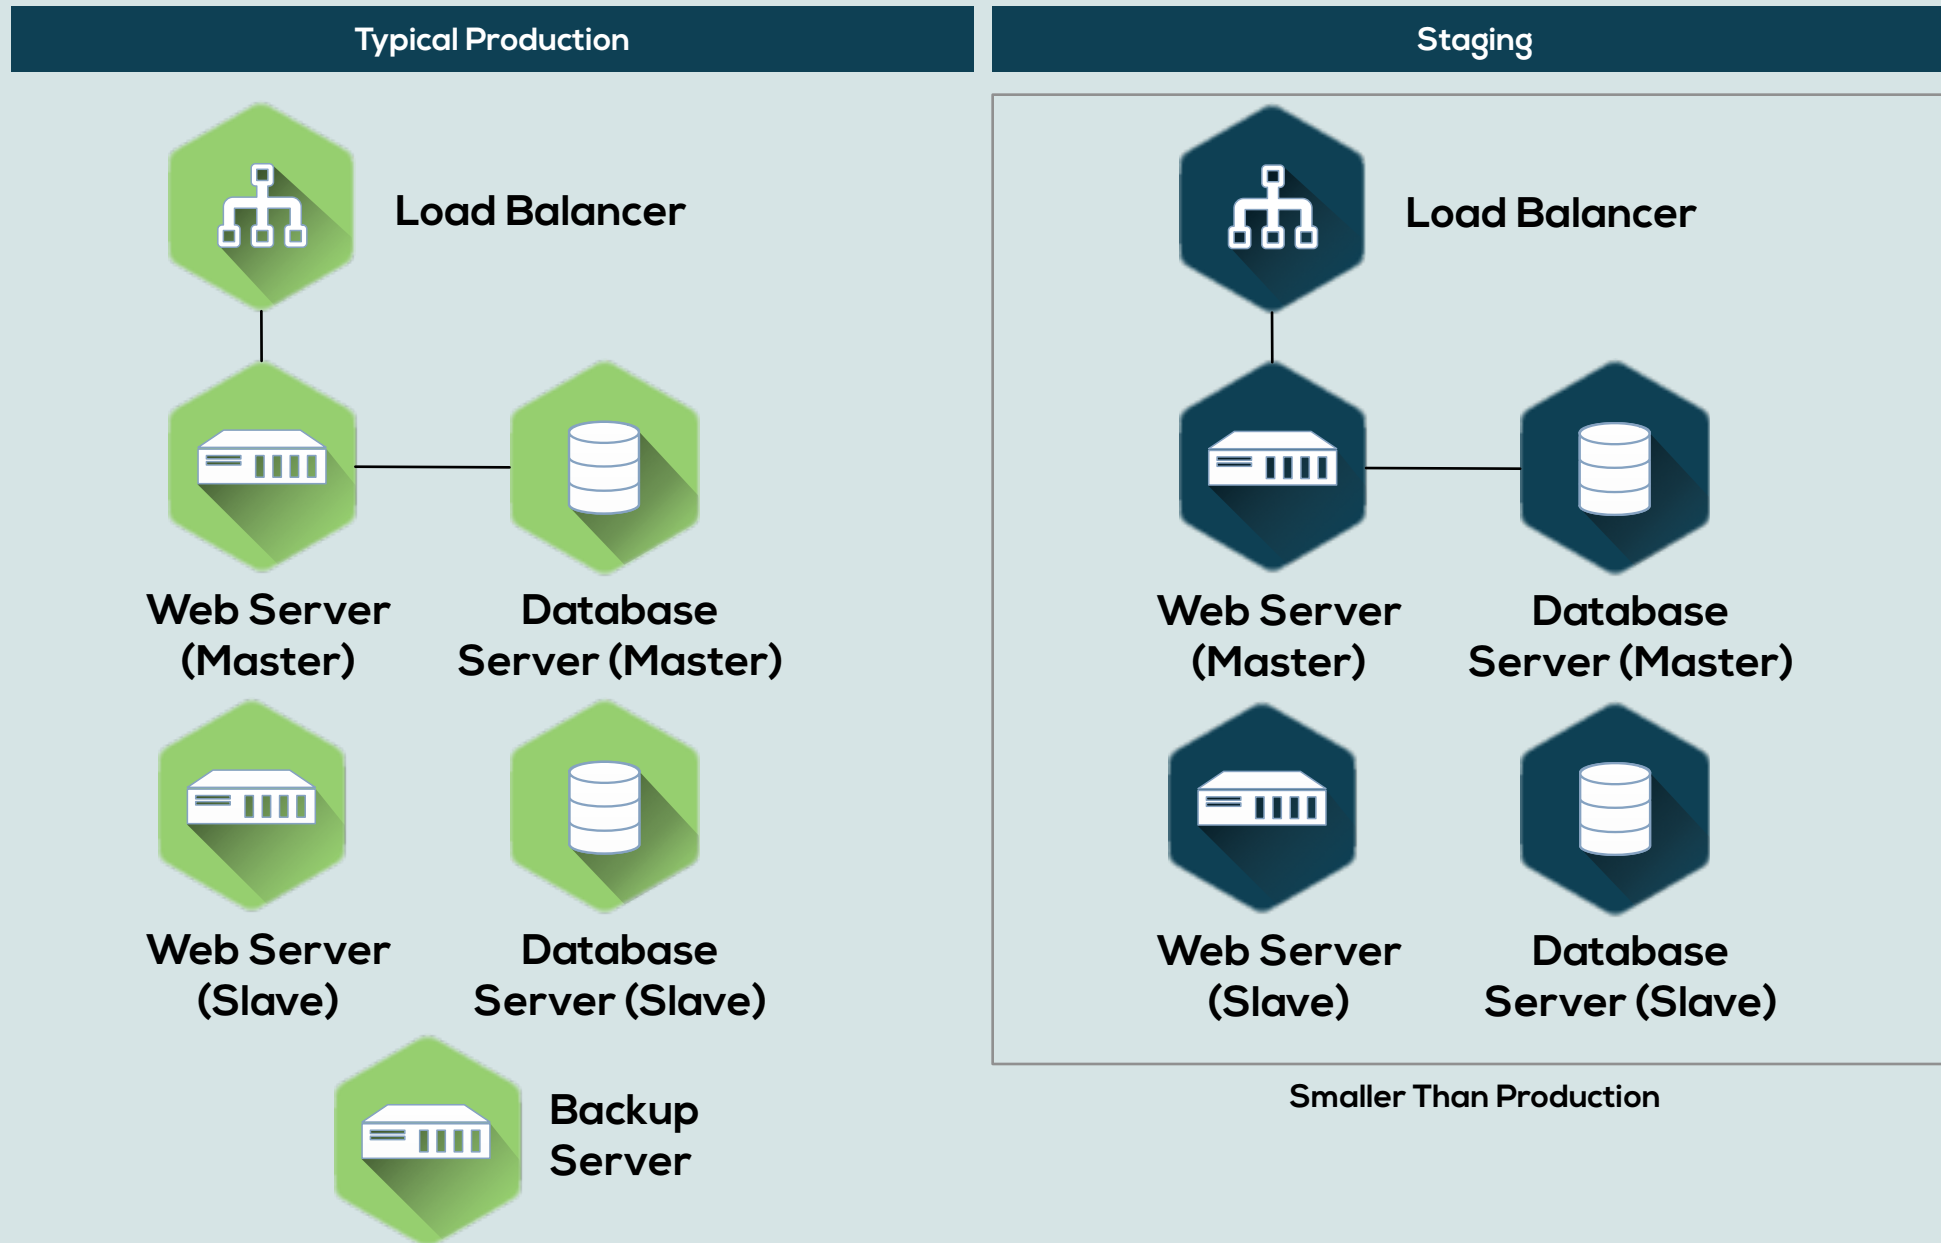 Typical Production
Load Balancer
Web Server
(Master)
Database
Server (Master)
Web Server
(Slave)
Database
Server (Slave)
Backup
Server
Staging
Load Balancer
Web Server
(Master)
Database
Server (Master)
Web Server
(Slave)
Database
Server (Slave)
Smaller Than Production